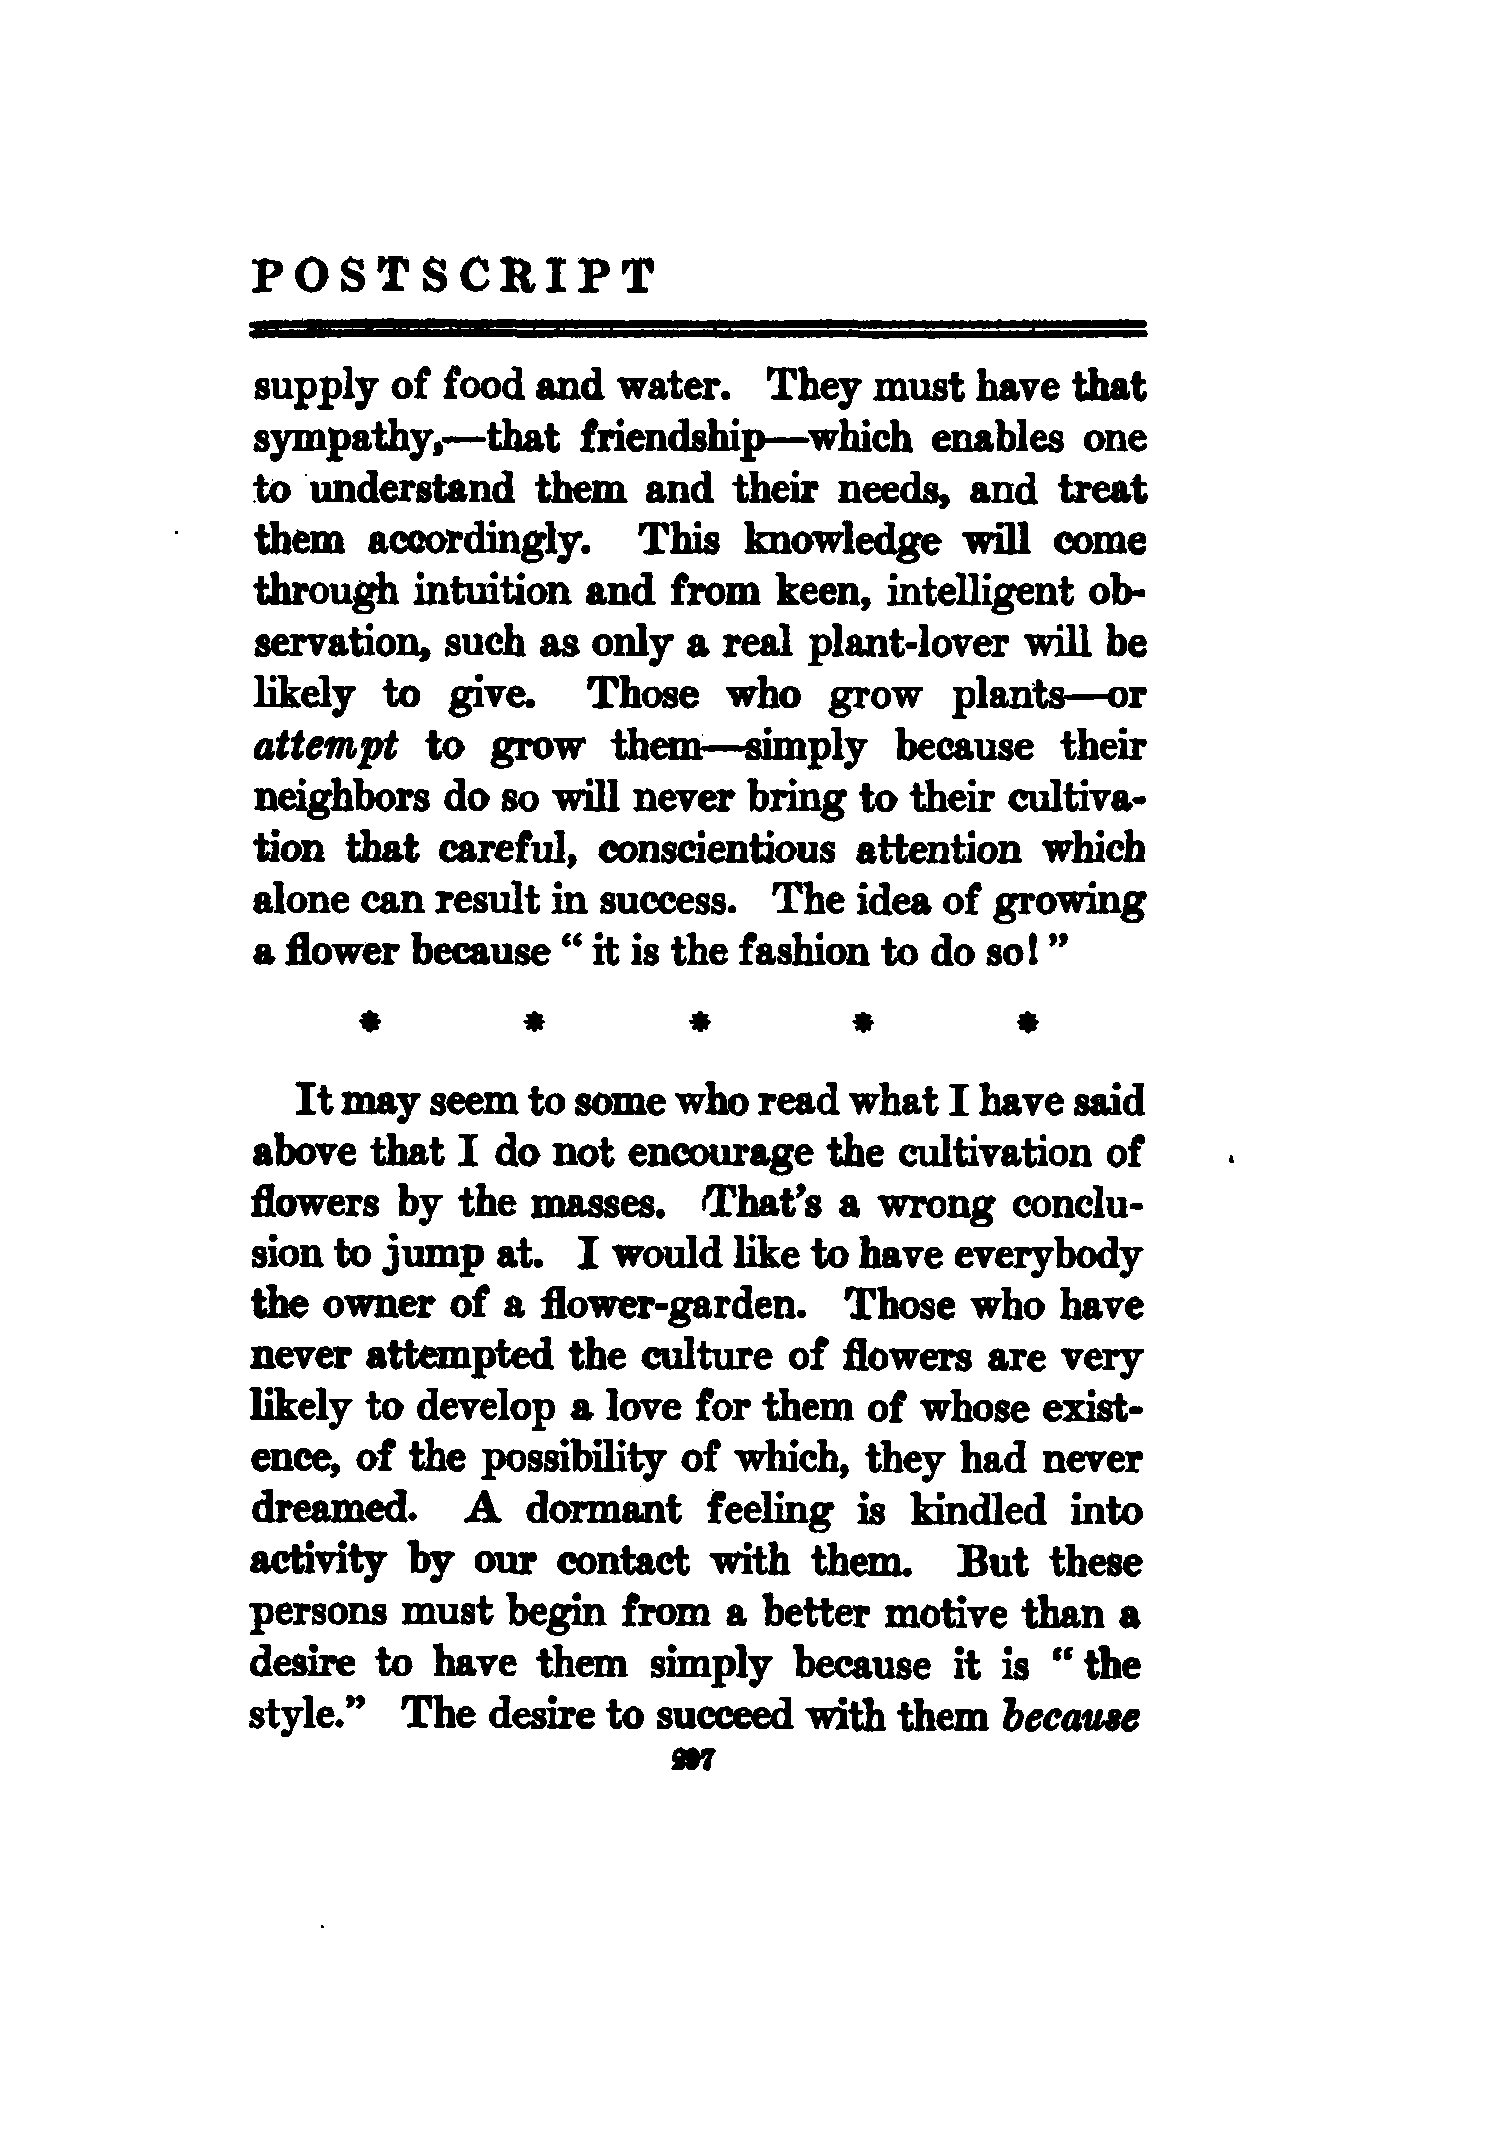 POSTSCRIPT
supply of food and water. They must have that
sympathy,—that friendship—which enables one
to understand them and their needs, and treat
them accordingly. This knowledge will come
through intuition and from keen, intelligent ob-
servation, such as only a real plant-lover will be
likely to give. Those who grow plants—or
attempt to grow them—simply because their
neighbors do so will never bring to their cultiva-
tion that careful, conscientious attention which
alone can result in success. The idea of growing
a flower because “ it is the fashion to do so! ”
* * * * *
It may seem to some who read what I have said
above that I do not encourage the cultivation of
flowers by the masses. That’s a wrong conclu-
sion to jump at. I would like to have everybody
the owner of a flower-garden. Those who have
never attempted the culture of flowers are very
likely to develop a love for them of whose exist-
ence, of the possibility of which, they had never
dreamed. A dormant feeling is kindled into
activity by our contact with them. But these
persons must begin from a better motive than a
desire to have them simply because it is “ the
style.” The desire to succeed with them because
297